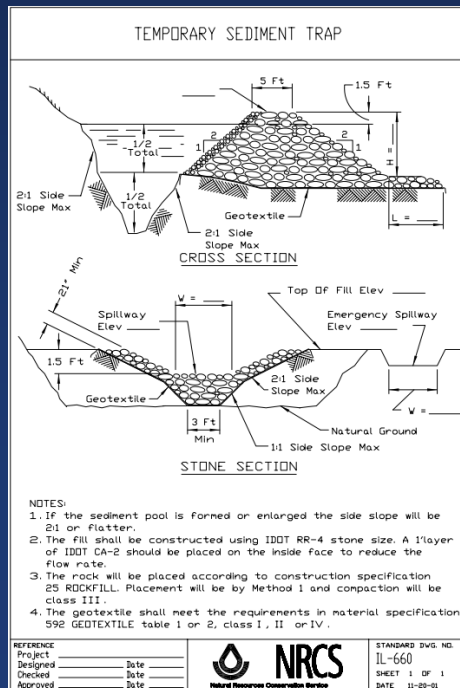 TEMPORARY SEDIMENT TRAP
5 Ft
1.5 Ft
1/2
Total
2
1
2
1
H =
2:1 Side
Slope Max
1/2
Total
Geotextile
L =
2:1 Side
Slope Max
CROSS SECTION
21" Min
W =
Top Of Fill Elev
Spillway
Elev
Emergency Spillway
Elev
1.5 Ft
2:1 Side
Slope Max
Geotextile
W =
3 Ft
Min
Natural Ground
1:1 Side Slope Max
STONE SECTION
NOTES:
1. If the sediment pool is formed or enlarged the side slope will be
2:1 or flatter.
2. The fill shall be constructed using IDOT RR-4 stone size. A 1'layer
of IDOT CA-2 should be placed on the inside face to reduce the
flow rate.
3. The rock will be placed according to construction specification
25 ROCKFILL. Placement will be by Method 1 and compaction will be
class III.
4. The geotextile shall meet the requirements in material specification
592 GEOTEXTILE table 1 or 2, class I, II or IV.
REFERENCE
Project
Designed Date
Checked Date
Approved Date
NRCS
Natural Resources Conservation Service
STANDARD DWG. NO.
IL-660
SHEET 1 OF 1
DATE 11-20-01